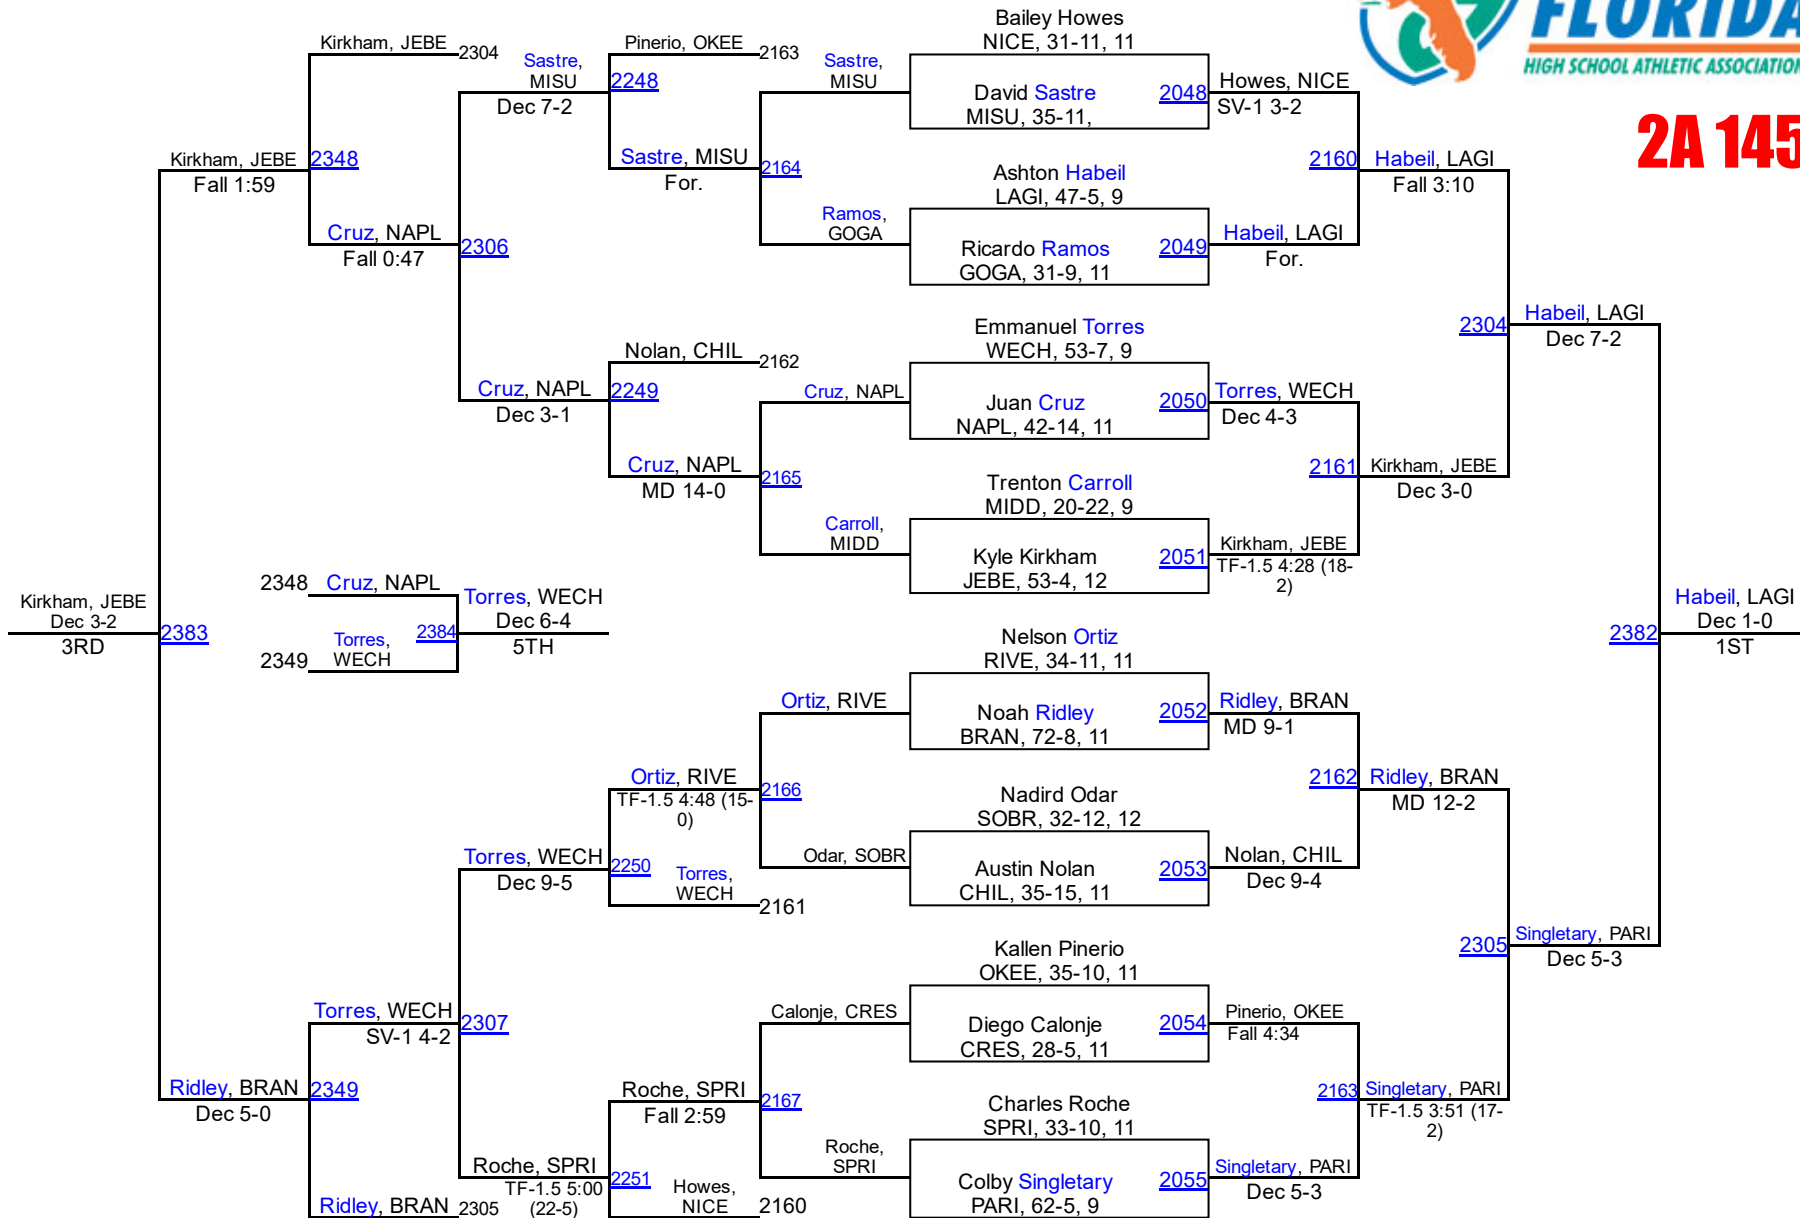 FLORIDA
HIGH SCHOOL ATHLETIC ASSOCIATION
2A 145
Kirkham, JEBE
2304
Sastre,
MISU
Dec 7-2
Pinerio, OKEE
2163
2248
Sastre,
MISU
Bailey Howes
NICE, 31-11, 11
David Sastre
MISU, 35-11,
2048
Howes, NICE
SV-1 3-2
Kirkham, JEBE
Fall 1:59
2348
Sastre, MISU
For.
2164
Ashton Habeil
LAGI, 47-5, 9
2160
Habeil, LAGI
Fall 3:10
Cruz, NAPL
Fall 0:47
2306
Ramos,
GOGA
Ricardo Ramos
GOGA, 31-9, 11
2049
Habeil, LAGI
For.
Emmanuel Torres
WECH, 53-7, 9
2304
Habeil, LAGI
Dec 7-2
Nolan, CHIL
2162
Cruz, NAPL
Dec 3-1
2249
Cruz, NAPL
Juan Cruz
NAPL, 42-14, 11
2050
Torres, WECH
Dec 4-3
Cruz, NAPL
MD 14-0
2165
Trenton Carroll
MIDD, 20-22, 9
2161
Kirkham, JEBE
Dec 3-0
Carroll,
MIDD
Kyle Kirkham
JEBE, 53-4, 12
2051
Kirkham, JEBE
TF-1.5 4:28 (18-
2)
2348
Cruz, NAPL
Kirkham, JEBE
Dec 3-2
3RD
2383
2349
Torres,
WECH
2384
Torres, WECH
Dec 6-4
5TH
2382
Habeil, LAGI
Dec 1-0
1ST
Nelson Ortiz
RIVE, 34-11, 11
Ortiz, RIVE
Noah Ridley
BRAN, 72-8, 11
2052
Ridley, BRAN
MD 9-1
Ortiz, RIVE
TF-1.5 4:48 (15-
0)
2166
Nadird Odar
SOBR, 32-12, 12
2162
Ridley, BRAN
MD 12-2
Torres, WECH
Dec 9-5
2250
Torres,
WECH
2161
Odar, SOBR
Austin Nolan
CHIL, 35-15, 11
2053
Nolan, CHIL
Dec 9-4
Kallen Pinerio
OKEE, 35-10, 11
2305
Singletary, PARI
Dec 5-3
Torres, WECH
SV-1 4-2
2307
Calonje, CRES
Diego Calonje
CRES, 28-5, 11
2054
Pinerio, OKEE
Fall 4:34
Ridley, BRAN
Dec 5-0
2349
Roche, SPRI
Fall 2:59
2167
Charles Roche
SPRI, 33-10, 11
2163
Singletary, PARI
TF-1.5 3:51 (17-
2)
Roche, SPRI
TF-1.5 5:00
(22-5)
2251
Roche,
SPRI
Colby Singletary
PARI, 62-5, 9
2055
Singletary, PARI
Dec 5-3
Ridley, BRAN
2305
Howes,
NICE
2160